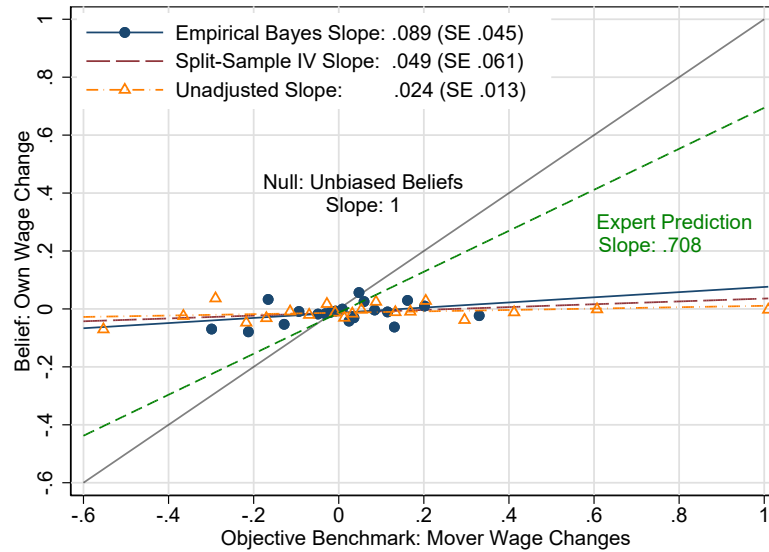 Empirical Bayes Slope: .089 (SE .045)
Split-Sample IV Slope: .049 (SE .061)
Unadjusted Slope: .024 (SE .013)
Null: Unbiased Beliefs
Slope: 1
Expert Prediction
Slope: .708
Belief: Own Wage Change
1
.8
.6
.4
.2
0
-.2
-.4
-.6
-.6 -.4 -.2 0 .2 .4 .6 .8 1
Objective Benchmark: Mover Wage Changes